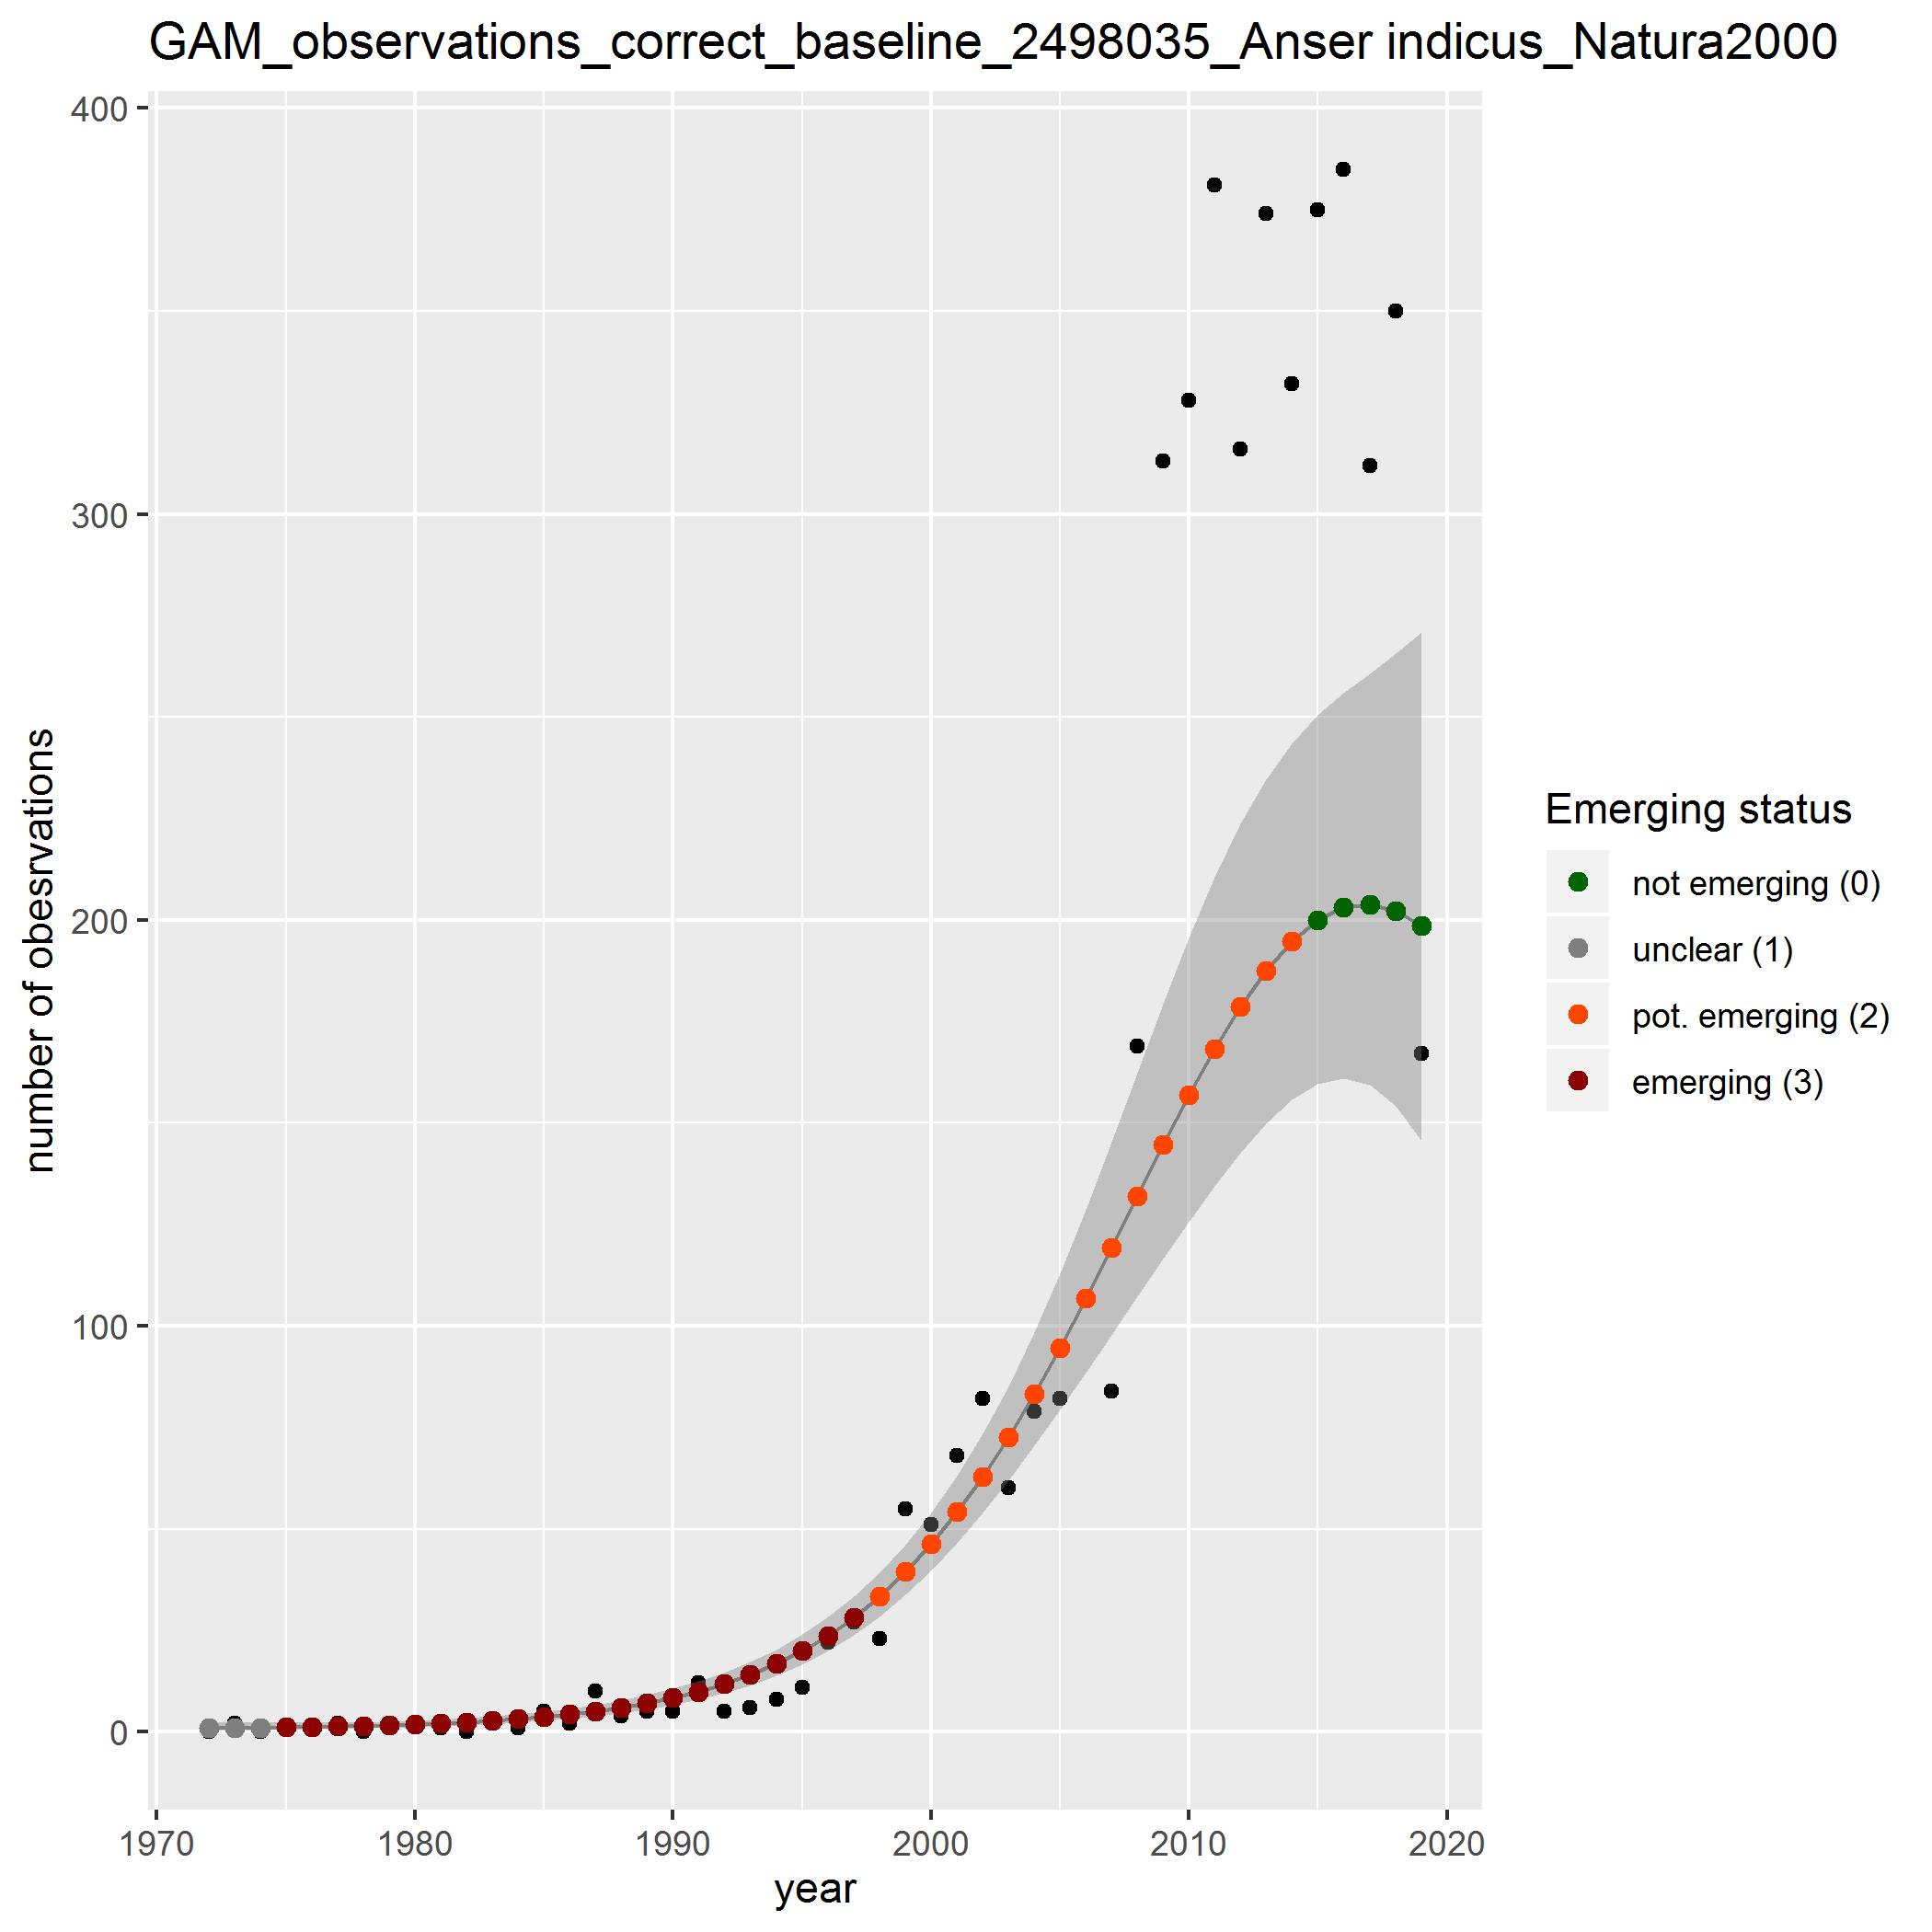 GAM_observations_correct_baseline_2498035_Anser indicus_Natura2000
400
300
200
100
0
number of obesrvations
1970 1980 1990 2000 2010 2020
year
Emerging status
not emerging (0)
unclear (1)
pot. emerging (2)
emerging (3)